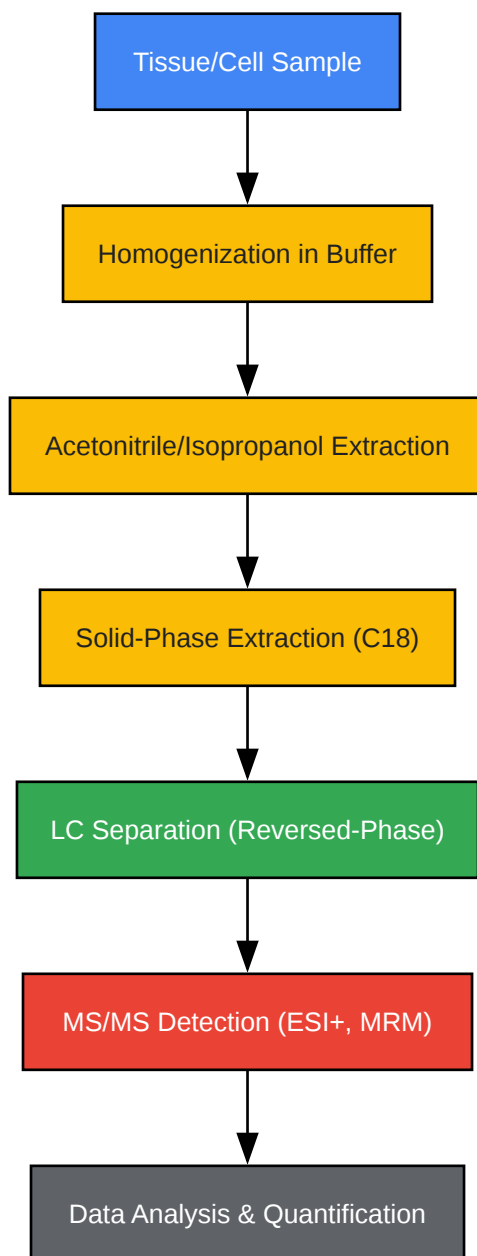 Tissue/Cell Sample
Homogenization in Buffer
Acetonitrile/Isopropanol Extraction
Solid-Phase Extraction (C18)
LC Separation (Reversed-Phase)
MS/MS Detection (ESI+, MRM)
Data Analysis & Quantification